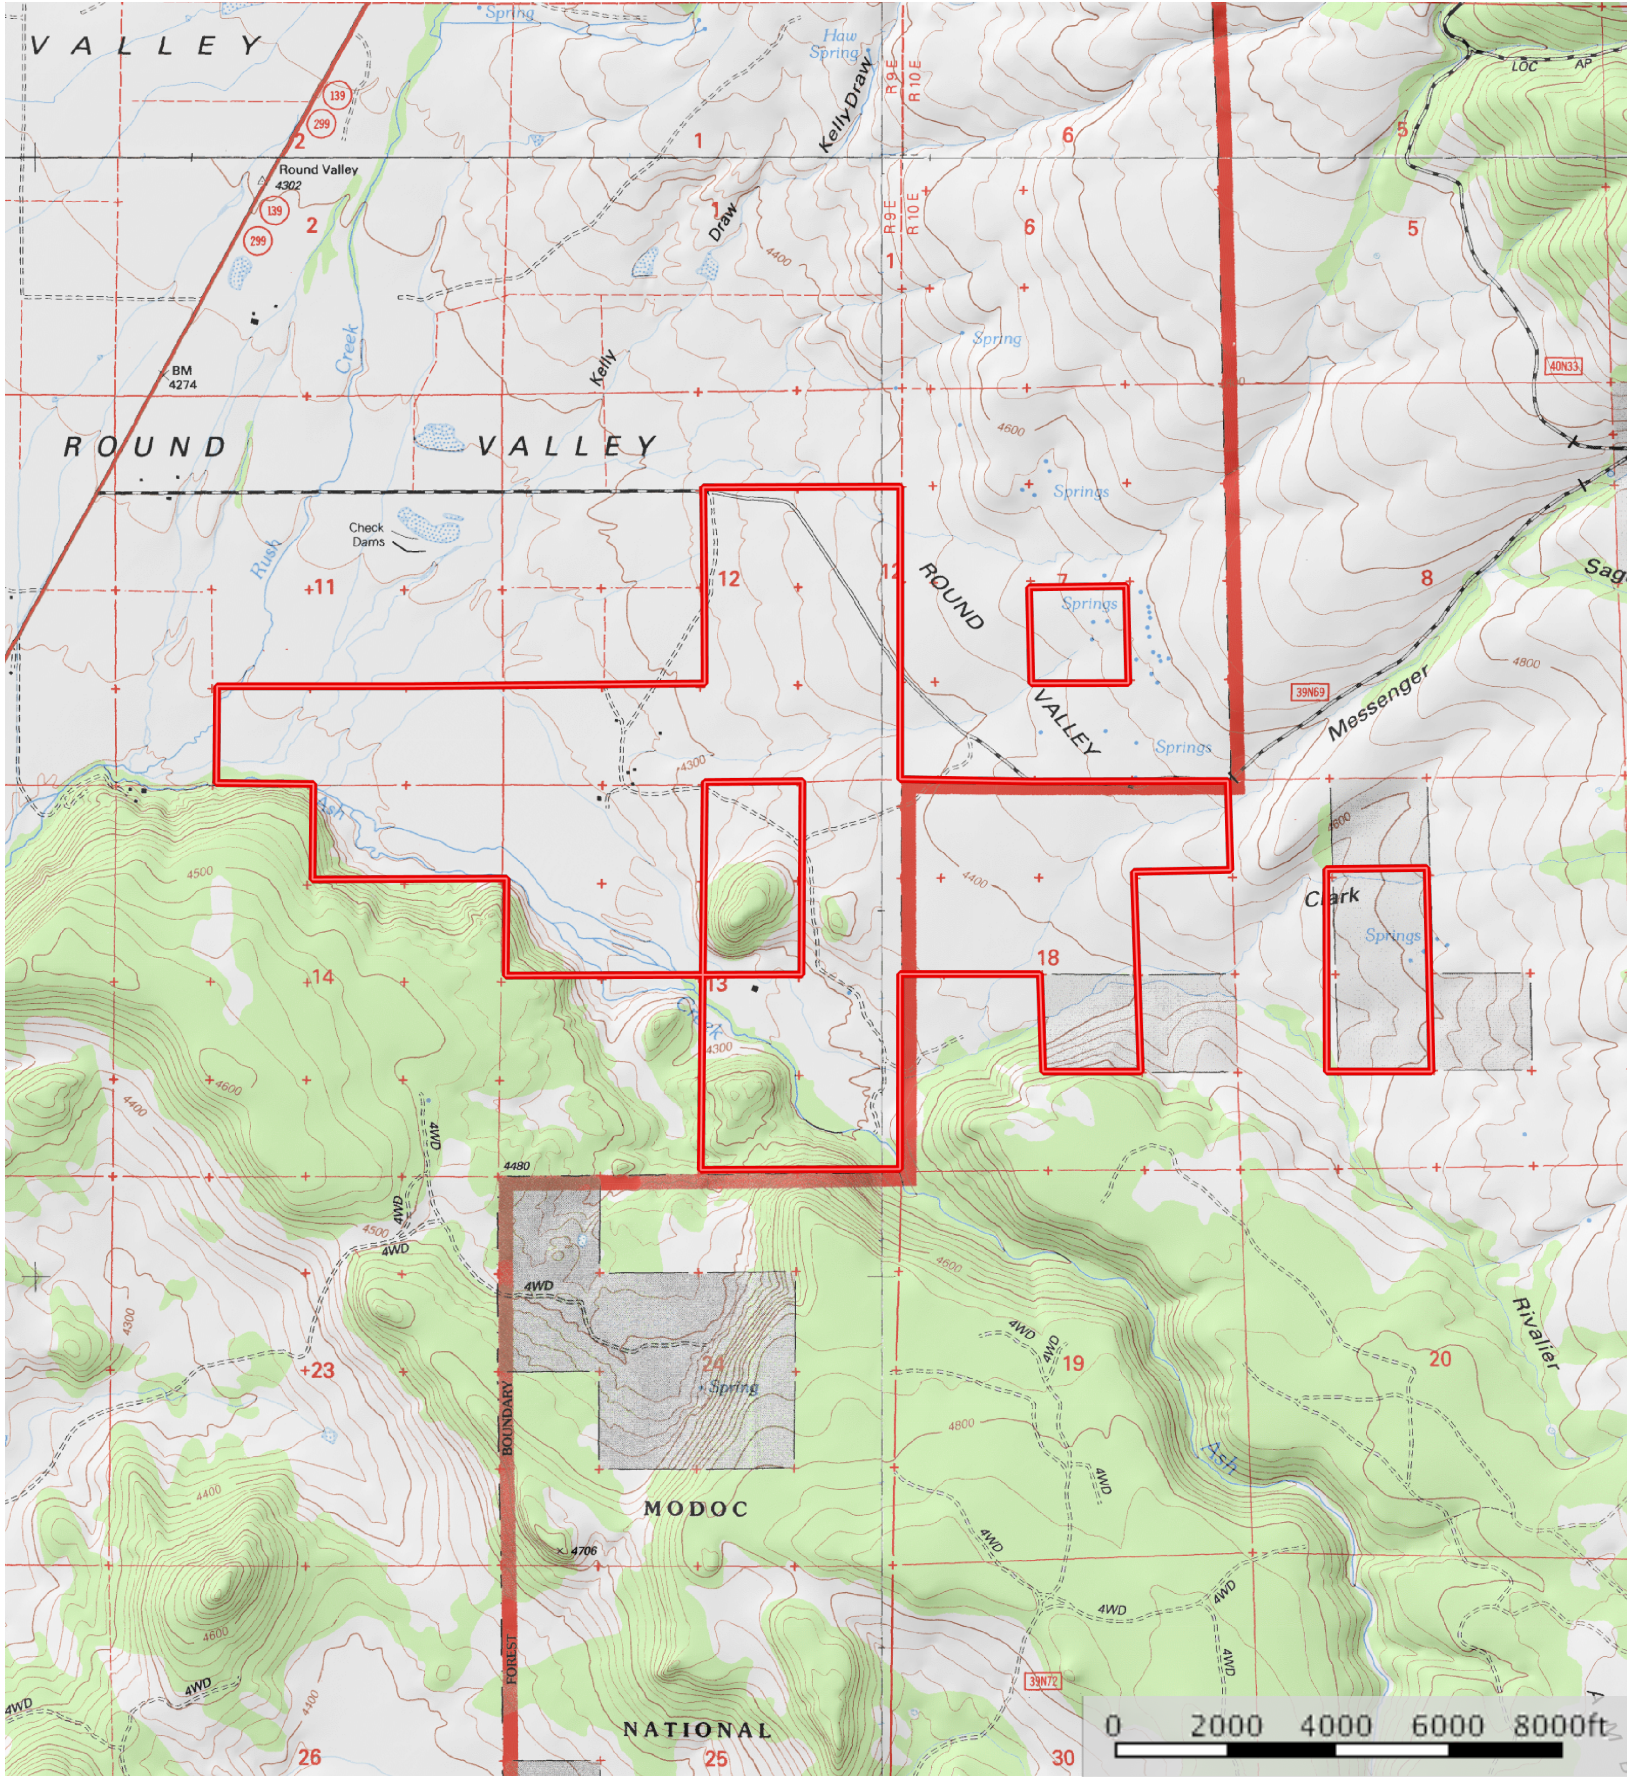 Spring
VALLEY
Haw
Spring
R9E
R10E
LOC
AP
139
299
2
1
Kelly Draw
6
5
Round Valley
4302
139
299
2
1
Draw
R9E
R10E
6
5
4400
1
Creek
Spring
BM
4274
Kelly
40N33
4600
ROUND
VALLEY
Springs
Check
Dams
Rush
11
12
12
ROUND
7
8
Sag
Springs
4800
39N69
VALLEY
Messenger
Springs
4300
Ash
4600
4500
4400
Clark
Springs
14
13
18
Creek
4300
4600
4400
4WD
4480
4WD
4500
4WD
4WD
4600
4300
Rivalier
4WD
4WD
23
24
19
20
Spring
BOUNDARY
4800
Ash
4WD
4400
MODOC
4WD
4706
4WD
4WD
4600
FOREST
4WD
39N72
4WD
4WD
4400
NATIONAL
26
25
30
0
2000
4000
6000
8000ft